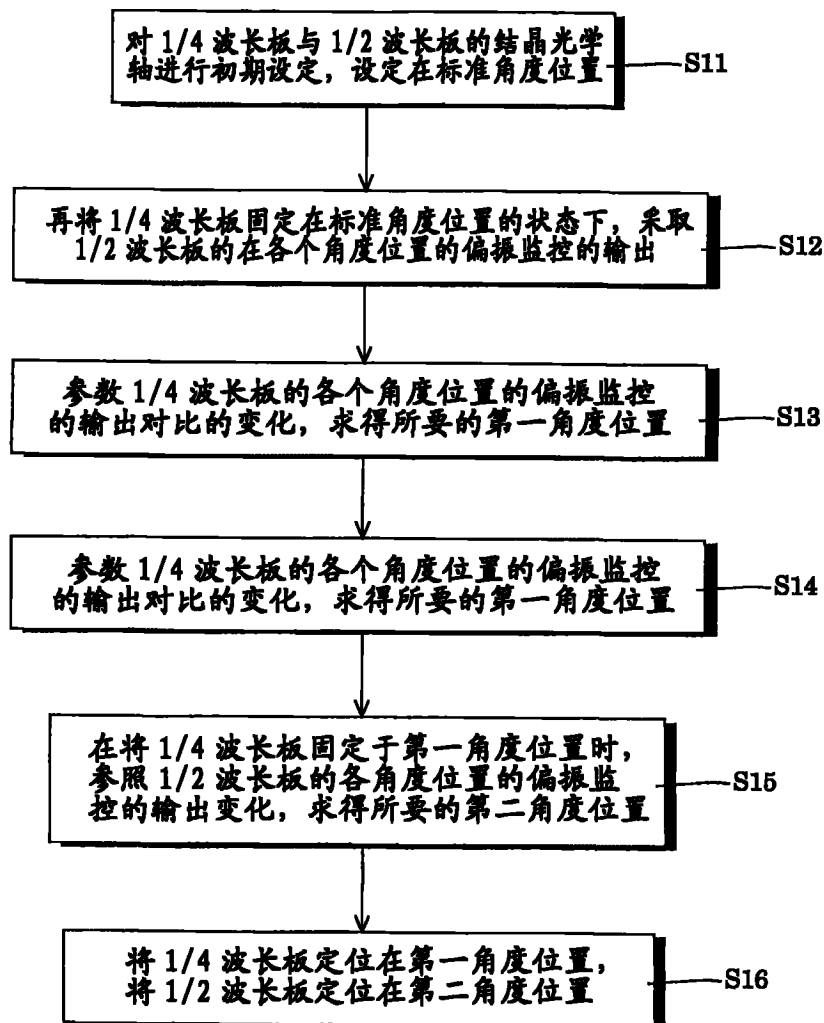 对 1/4 波长板与 1/2 波长板的结晶光学
轴进行初期设定，设定在标准角度位置
S11
再将 1/4 波长板固定在标准角度位置的状态下，采取
1/2 波长板的在各个角度位置的偏振监控的输出
S12
参数 1/4 波长板的各个角度位置的偏振监控
的输出对比的变化，求得所要的第一角度位置
S13
参数 1/4 波长板的各个角度位置的偏振监控
的输出对比的变化，求得所要的第一角度位置
S14
在将 1/4 波长板固定于第一角度位置时，
参照 1/2 波长板的各角度位置的偏振监
控的输出变化，求得所要的第二角度位置
S15
将 1/4 波长板定位在第一角度位置，
将 1/2 波长板定位在第二角度位置
S16